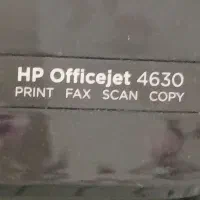 HP Officejet 4630
PRINT FAX SCAN COPY